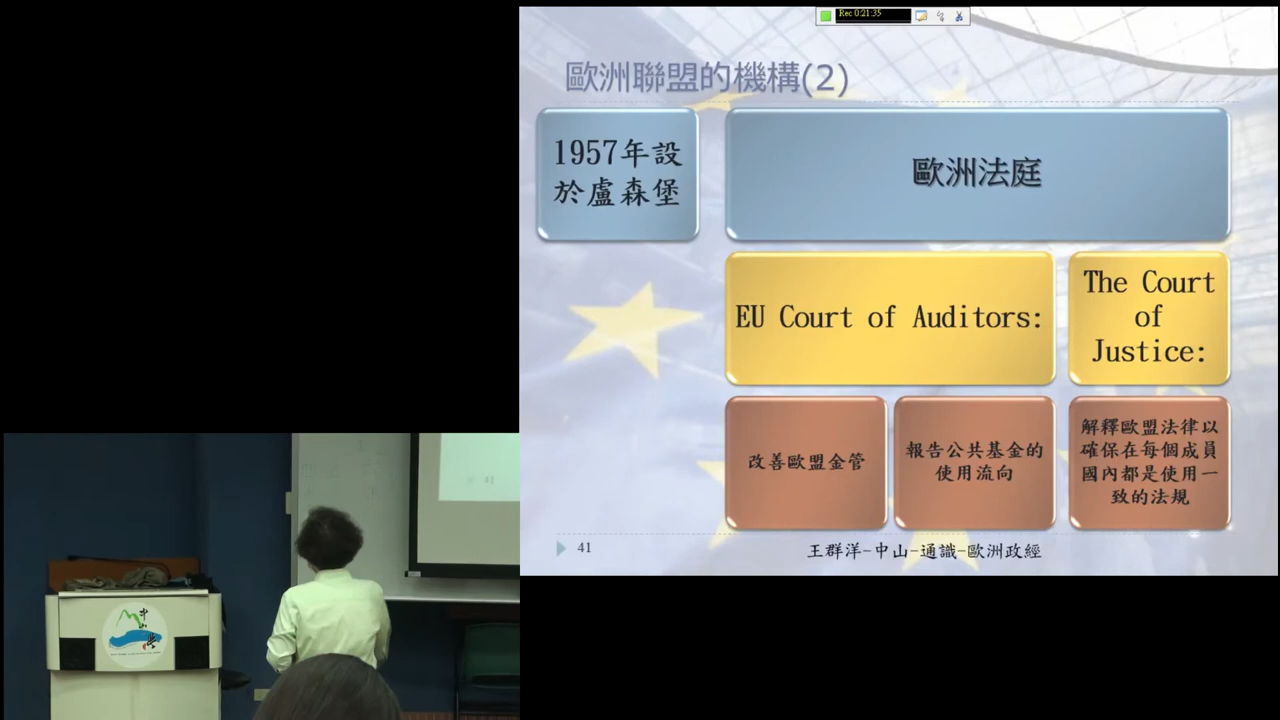 Rec 0:21:35
歐洲聯盟的機構(2)
1957年設
於盧森堡
歐洲法庭
EU Court of Auditors:
The Court
of
Justice:
改善歐盟金管
報告公共基金的
使用流向
解釋歐盟法律以
確保在每個成員
國內都是使用一
致的法規
41
王群洋-中山-通識-歐洲政經
41